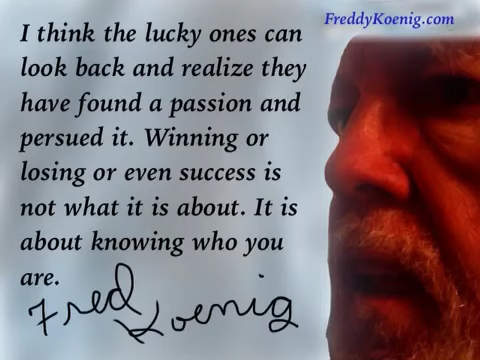 FreddyKoenig.com
I think the lucky ones can
look back and realize they
have found a passion and
persued it. Winning or
losing or even success is
not what it is about. It is
about knowing who you
are.
Fred
Koenig